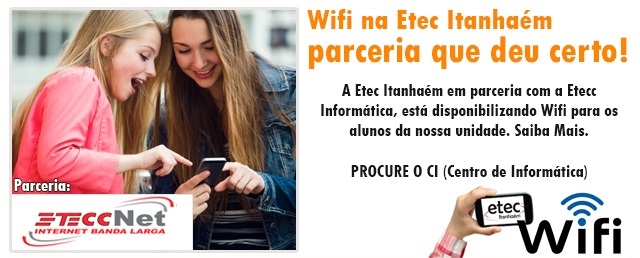 Wifi na Etec Itanhaém
parceria que deu certo!
A Etec Itanhaém em parceria com a Etecc
Informática, está disponibilizando Wifi para os
alunos da nossa unidade. Saiba Mais.
PROCURE O CI (Centro de Informática)
Parceria:
ETECCNet
INTERNET BANDA LARGA
etec
Itanhaém
Wifi